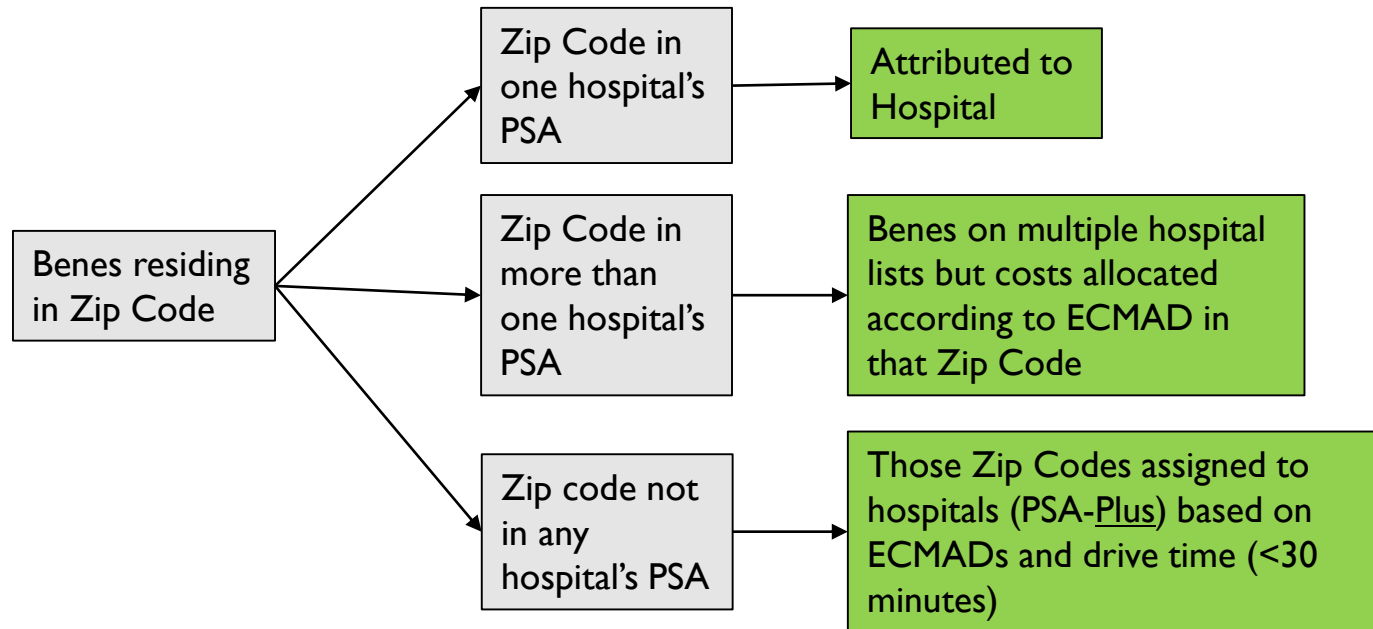 Zip Code in
one hospital's
PSA
Attributed to
Hospital
Benes residing
in Zip Code
Zip Code in
more than
one hospital's
PSA
Benes on multiple hospital
lists but costs allocated
according to ECMAD in
that Zip Code
Zip code not
in any
hospital's PSA
Those Zip Codes assigned to
hospitals (PSA-Plus) based on
ECMADs and drive time (<30
minutes)